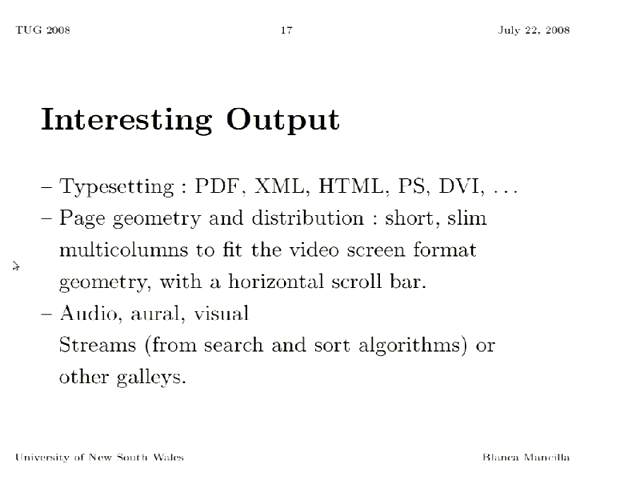 TUG 2008 17 July 22, 2008
Interesting Output
– Typesetting : PDF, XML, HTML, PS, DVI, . . .
– Page geometry and distribution : short, slim
multicolumns to fit the video screen format
geometry, with a horizontal scroll bar.
– Audio, aural, visual
Streams (from search and sort algorithms) or
other galleys.
University of New South Wales Blanca Mancilla